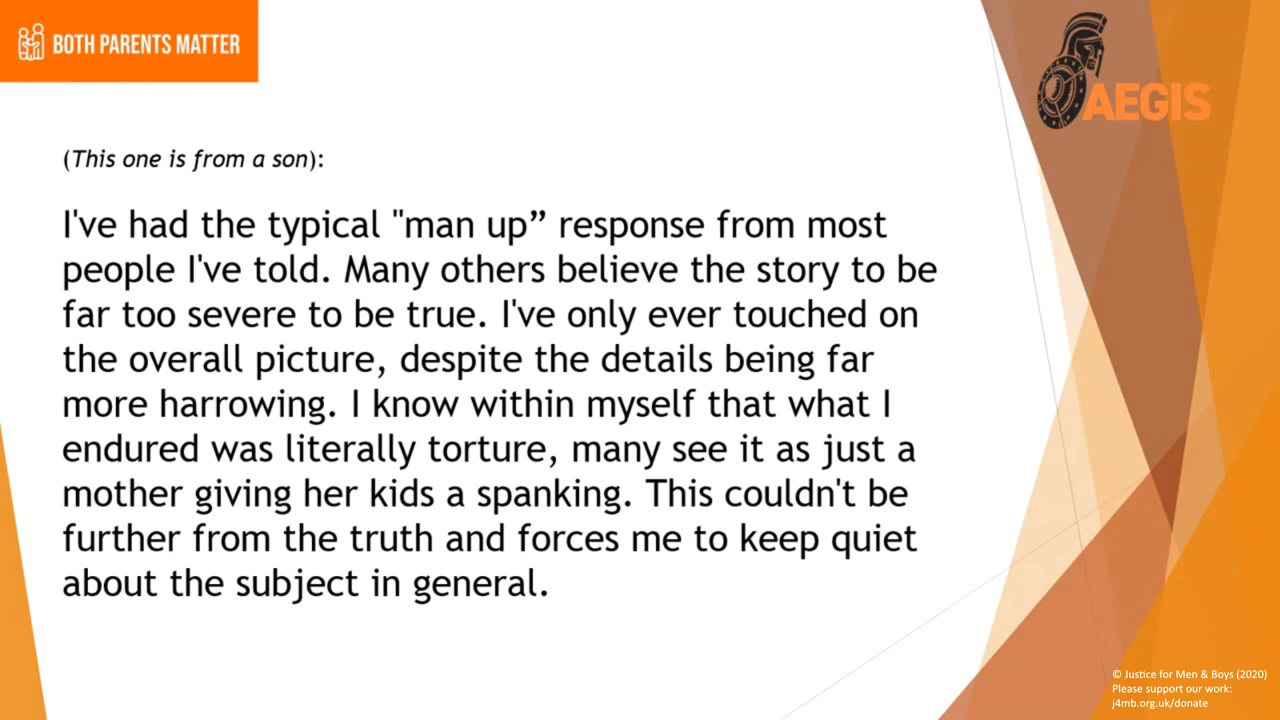 BOTH PARENTS MATTER
AEGIS
(This one is from a son):
I've had the typical "man up” response from most
people I've told. Many others believe the story to be
far too severe to be true. I've only ever touched on
the overall picture, despite the details being far
more harrowing. I know within myself that what I
endured was literally torture, many see it as just a
mother giving her kids a spanking. This couldn't be
further from the truth and forces me to keep quiet
about the subject in general.
© Justice for Men & Boys (2020)
Please support our work:
j4mb.org.uk/donate